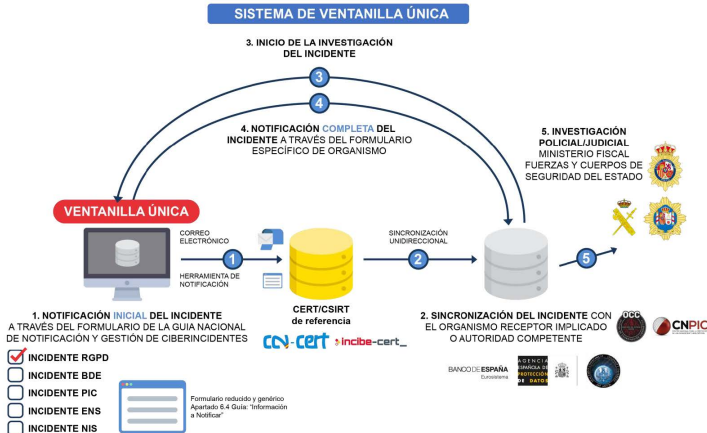 SISTEMA DE VENTANILLA ÚNICA
3. INICIO DE LA INVESTIGACIÓN
DEL INCIDENTE
3
4
4. NOTIFICACIÓN COMPLETA DEL
INCIDENTE A TRAVÉS DEL FORMULARIO
ESPECÍFICO DE ORGANISMO
5. INVESTIGACIÓN
POLICIAL/JUDICIAL
MINISTERIO FISCAL
FUERZAS Y CUERPOS DE
SEGURIDAD DEL ESTADO
VENTANILLA ÚNICA
CORREO
ELECTRÓNICO
1
HERRAMIENTA DE
NOTIFICACIÓN
SINCRONIZACIÓN
UNIDIRECCIONAL
2
5
CERT/CSIRT
de referencia
ccn-cert
incibe-cert_
1. NOTIFICACIÓN INICIAL DEL INCIDENTE
A TRAVÉS DEL FORMULARIO DE LA GUIA NACIONAL
DE NOTIFICACIÓN Y GESTIÓN DE CIBERINCIDENTES
2. SINCRONIZACIÓN DEL INCIDENTE CON
EL ORGANISMO RECEPTOR IMPLICADO
O AUTORIDAD COMPETENTE
OCC
CNPIC
BANCO DE ESPAÑA
Eurosistema
AGENCIA
ESPAÑOLA DE
PROTECCIÓN
DE DATOS
INCIDENTE RGPD
INCIDENTE BDE
INCIDENTE PIC
INCIDENTE ENS
INCIDENTE NIS
Formulario reducido y genérico
Apartado 6.4 Guía: "Información
a Notificar"